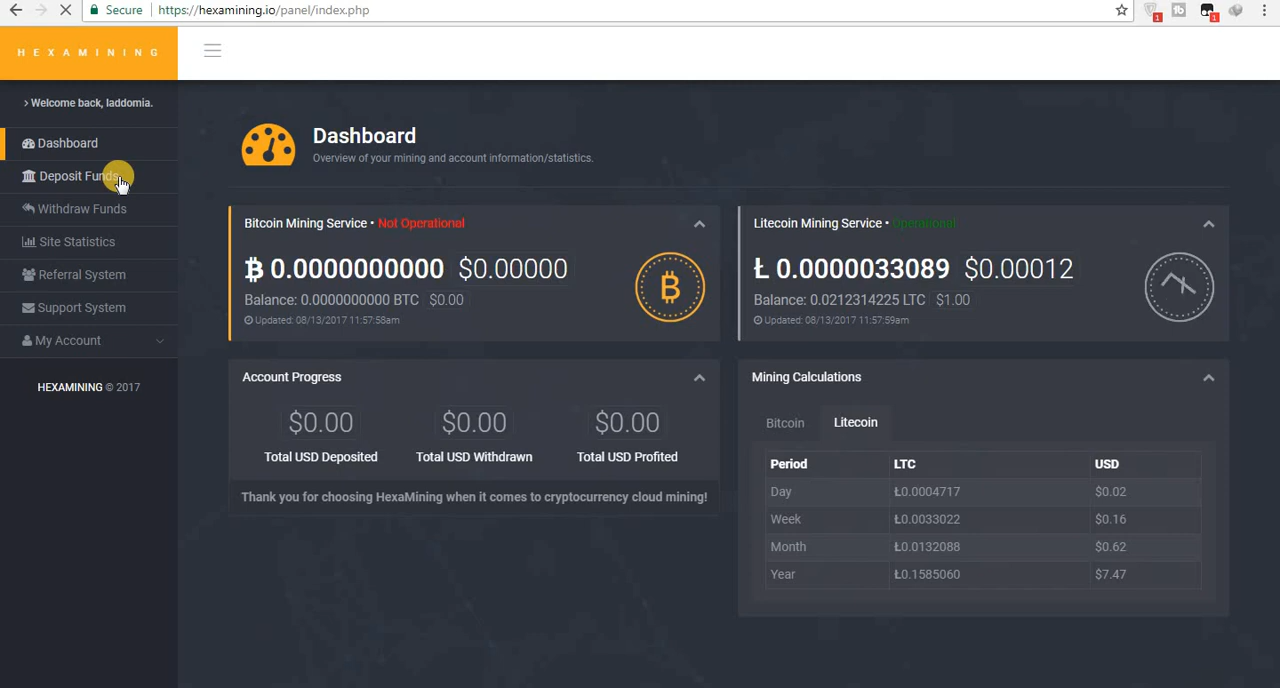 Secure https://hexamining.io/panel/index.php
1
1
HEXAMINING
> Welcome back, laddomia.
Dashboard
Deposit Funds
Withdraw Funds
Site Statistics
Referral System
Support System
My Account
HEXAMINING © 2017
Dashboard
Overview of your mining and account information/statistics.
Bitcoin Mining Service • Not Operational
฿ 0.0000000000 $0.00000
Balance: 0.0000000000 BTC $0.00
Updated: 08/13/2017 11:57:58am
Litecoin Mining Service • Operational
Ł 0.0000033089 $0.00012
Balance: 0.0212314225 LTC $1.00
Updated: 08/13/2017 11:57:59am
Account Progress
$0.00 $0.00 $0.00
Total USD Deposited Total USD Withdrawn Total USD Profited
Thank you for choosing HexaMining when it comes to cryptocurrency cloud mining!
Mining Calculations
Bitcoin Litecoin
Period LTC USD
Day Ł0.0004717 $0.02
Week Ł0.0033022 $0.16
Month Ł0.0132088 $0.62
Year Ł0.1585060 $7.47